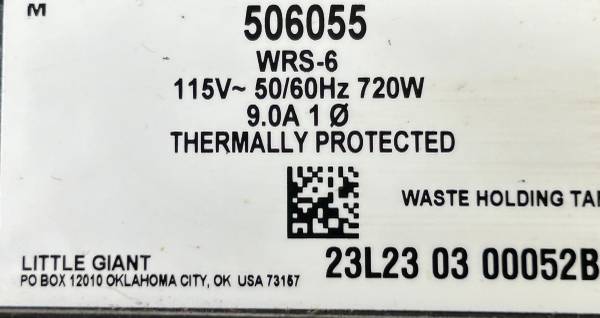 M
506055
WRS-6
115V~ 50/60Hz 720W
9.0A 1 Ø
THERMALLY PROTECTED
WASTE HOLDING TA
LITTLE GIANT
PO BOX 12010 OKLAHOMA CITY, OK USA 73157
23L23 03 00052B